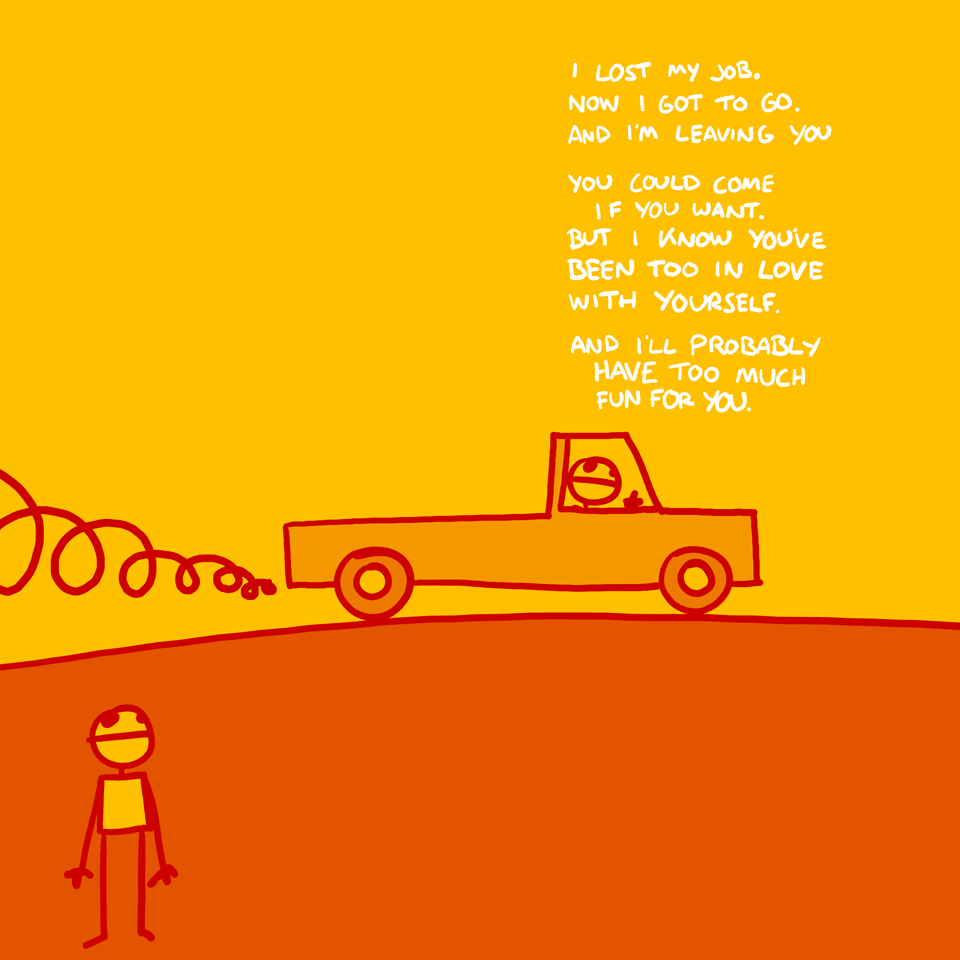 I LOST MY JOB.
NOW I GOT TO GO.
AND I'M LEAVING YOU
YOU COULD COME
IF YOU WANT.
BUT I KNOW YOU'VE
BEEN TOO IN LOVE
WITH YOURSELF.
AND I'LL PROBABLY
HAVE TOO MUCH
FUN FOR YOU.